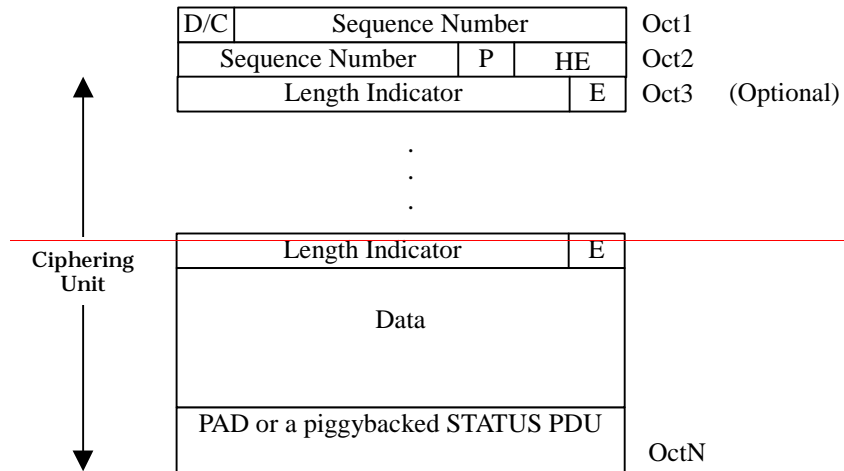 D/C Sequence Number Oct1
Sequence Number P HE Oct2
Length Indicator E Oct3 (Optional)
.
.
.
Length Indicator E
Ciphering
Unit
Data
PAD or a piggybacked STATUS PDU
OctN